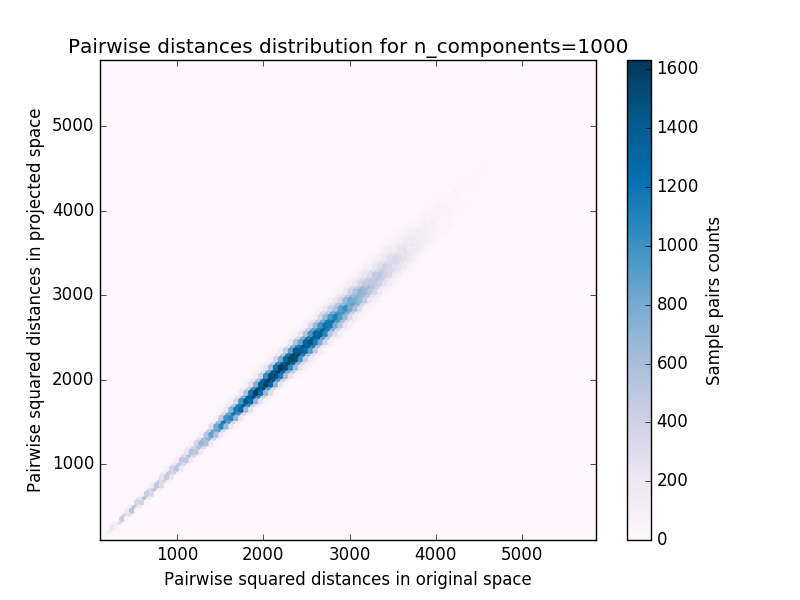 Pairwise distances distribution for n_components=1000
Pairwise squared distances in projected space
5000
4000
3000
2000
1000
1000 2000 3000 4000 5000
Pairwise squared distances in original space
1600
1400
1200
1000
800
600
400
200
0
Sample pairs counts